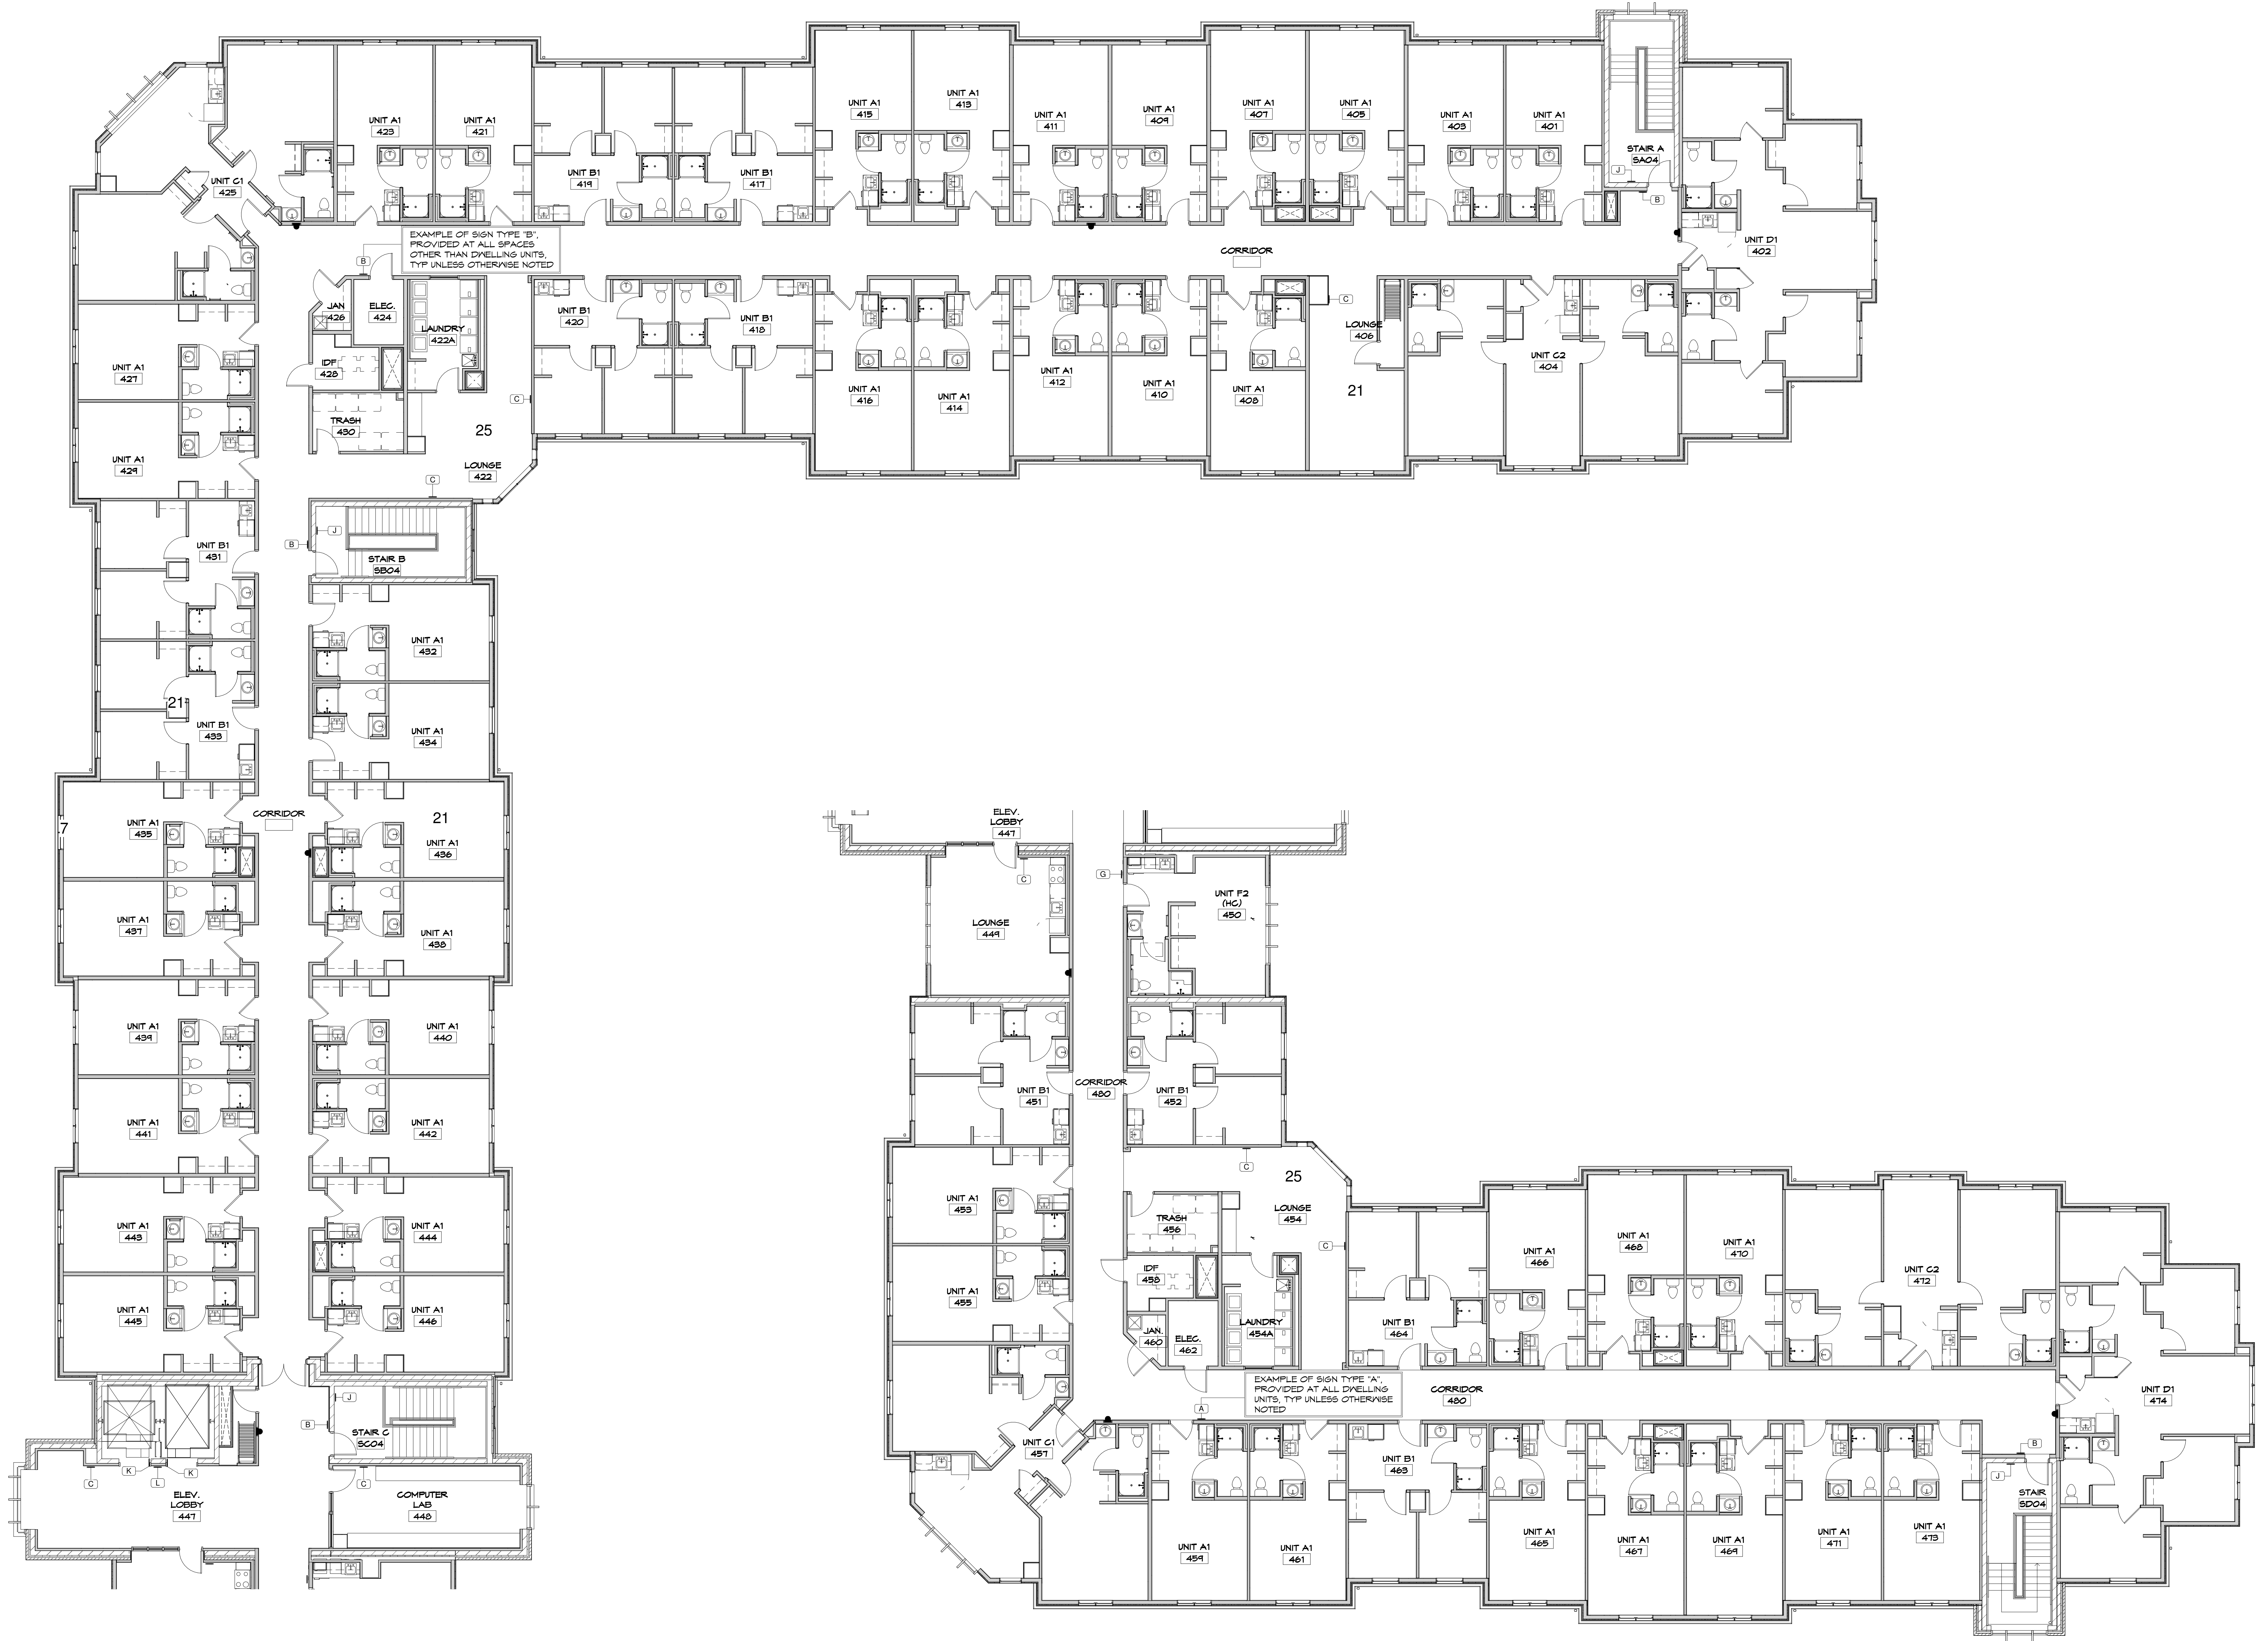 UNIT A1
423
UNIT A1
421
UNIT A1
415
UNIT A1
413
UNIT A1
411
UNIT A1
409
UNIT A1
407
UNIT A1
405
UNIT A1
403
UNIT A1
401
STAIR A
SA04
J
B
UNIT C1
425
UNIT B1
419
UNIT B1
417
EXAMPLE OF SIGN TYPE "B",
PROVIDED AT ALL SPACES
OTHER THAN DWELLING UNITS,
TYP UNLESS OTHERWISE NOTED
B
CORRIDOR
UNIT D1
402
JAN
426
ELEC.
424
LAUNDRY
422A
IDF
428
TRASH
430
UNIT B1
420
UNIT B1
418
C
C
LOUNGE
406
UNIT C2
404
UNIT A1
416
UNIT A1
414
UNIT A1
412
UNIT A1
410
UNIT A1
408
21
25
LOUNGE
422
C
UNIT A1
427
UNIT A1
429
UNIT B1
431
B
J
STAIR B
SB04
UNIT A1
432
21
UNIT B1
433
UNIT A1
434
CORRIDOR
7
UNIT A1
435
21
UNIT A1
436
UNIT A1
437
UNIT A1
438
UNIT A1
439
UNIT A1
440
UNIT A1
441
UNIT A1
442
UNIT A1
443
UNIT A1
444
UNIT A1
445
UNIT A1
446
J
B
STAIR C
SC04
C
K
L
K
C
ELEV.
LOBBY
447
COMPUTER
LAB
448
ELEV.
LOBBY
447
C
G
LOUNGE
449
UNIT F2
(HC)
450
UNIT B1
451
CORRIDOR
480
UNIT B1
452
C
25
UNIT A1
453
TRASH
456
LOUNGE
454
C
UNIT A1
455
IDF
458
JAN.
460
ELEC.
462
LAUNDRY
454A
UNIT B1
464
UNIT A1
466
UNIT A1
468
UNIT A1
470
UNIT C2
472
EXAMPLE OF SIGN TYPE "A",
PROVIDED AT ALL DWELLING
UNITS, TYP UNLESS OTHERWISE
NOTED
A
CORRIDOR
480
UNIT D1
474
UNIT C1
457
UNIT B1
463
B
J
STAIR
SD04
UNIT A1
459
UNIT A1
461
UNIT A1
465
UNIT A1
467
UNIT A1
469
UNIT A1
471
UNIT A1
473